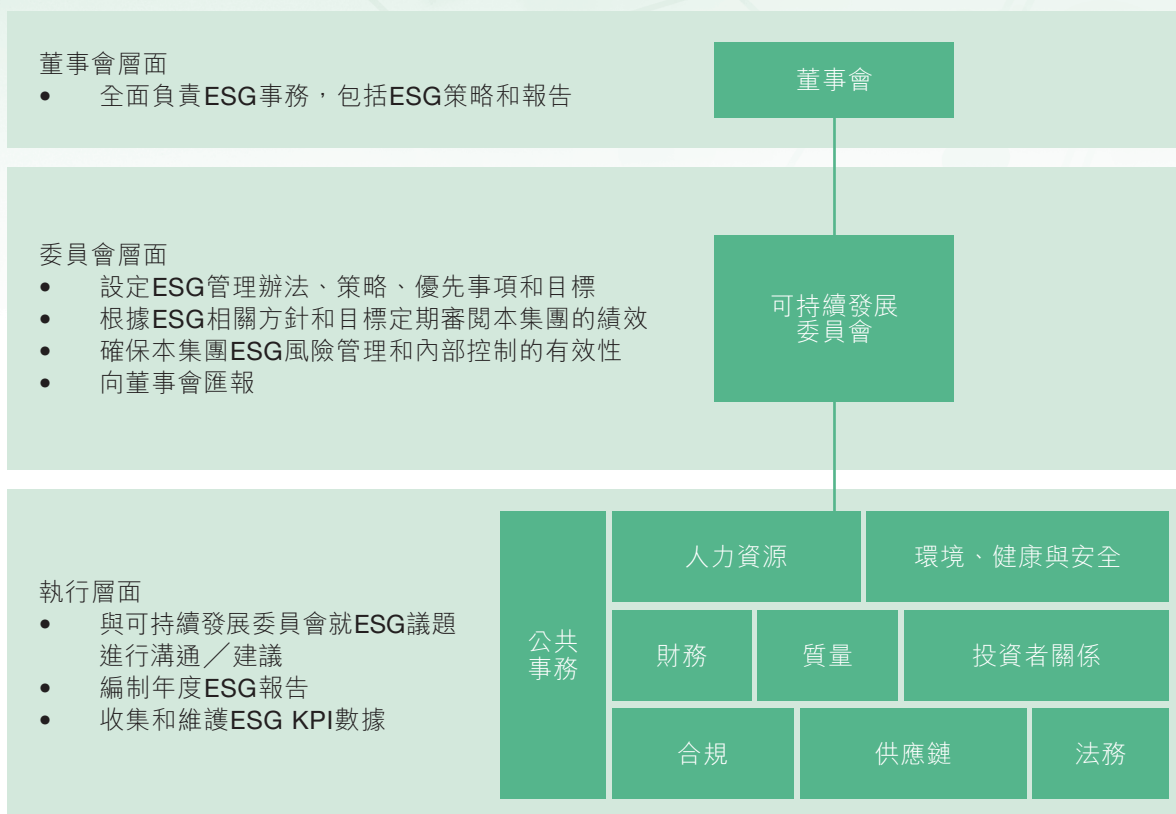 董事會層面
• 全面負責ESG事務，包括ESG策略和報告
董事會
委員會層面
• 設定ESG管理辦法、策略、優先事項和目標
• 根據ESG相關方針和目標定期審閱本集團的績效
• 確保本集團ESG風險管理和內部控制的有效性
• 向董事會匯報
可持續發展
委員會
執行層面
• 與可持續發展委員會就ESG議題
進行溝通／建議
• 編制年度ESG報告
• 收集和維護ESG KPI數據
公共
事務
人力資源
環境、健康與安全
財務
質量
投資者關係
合規
供應鏈
法務